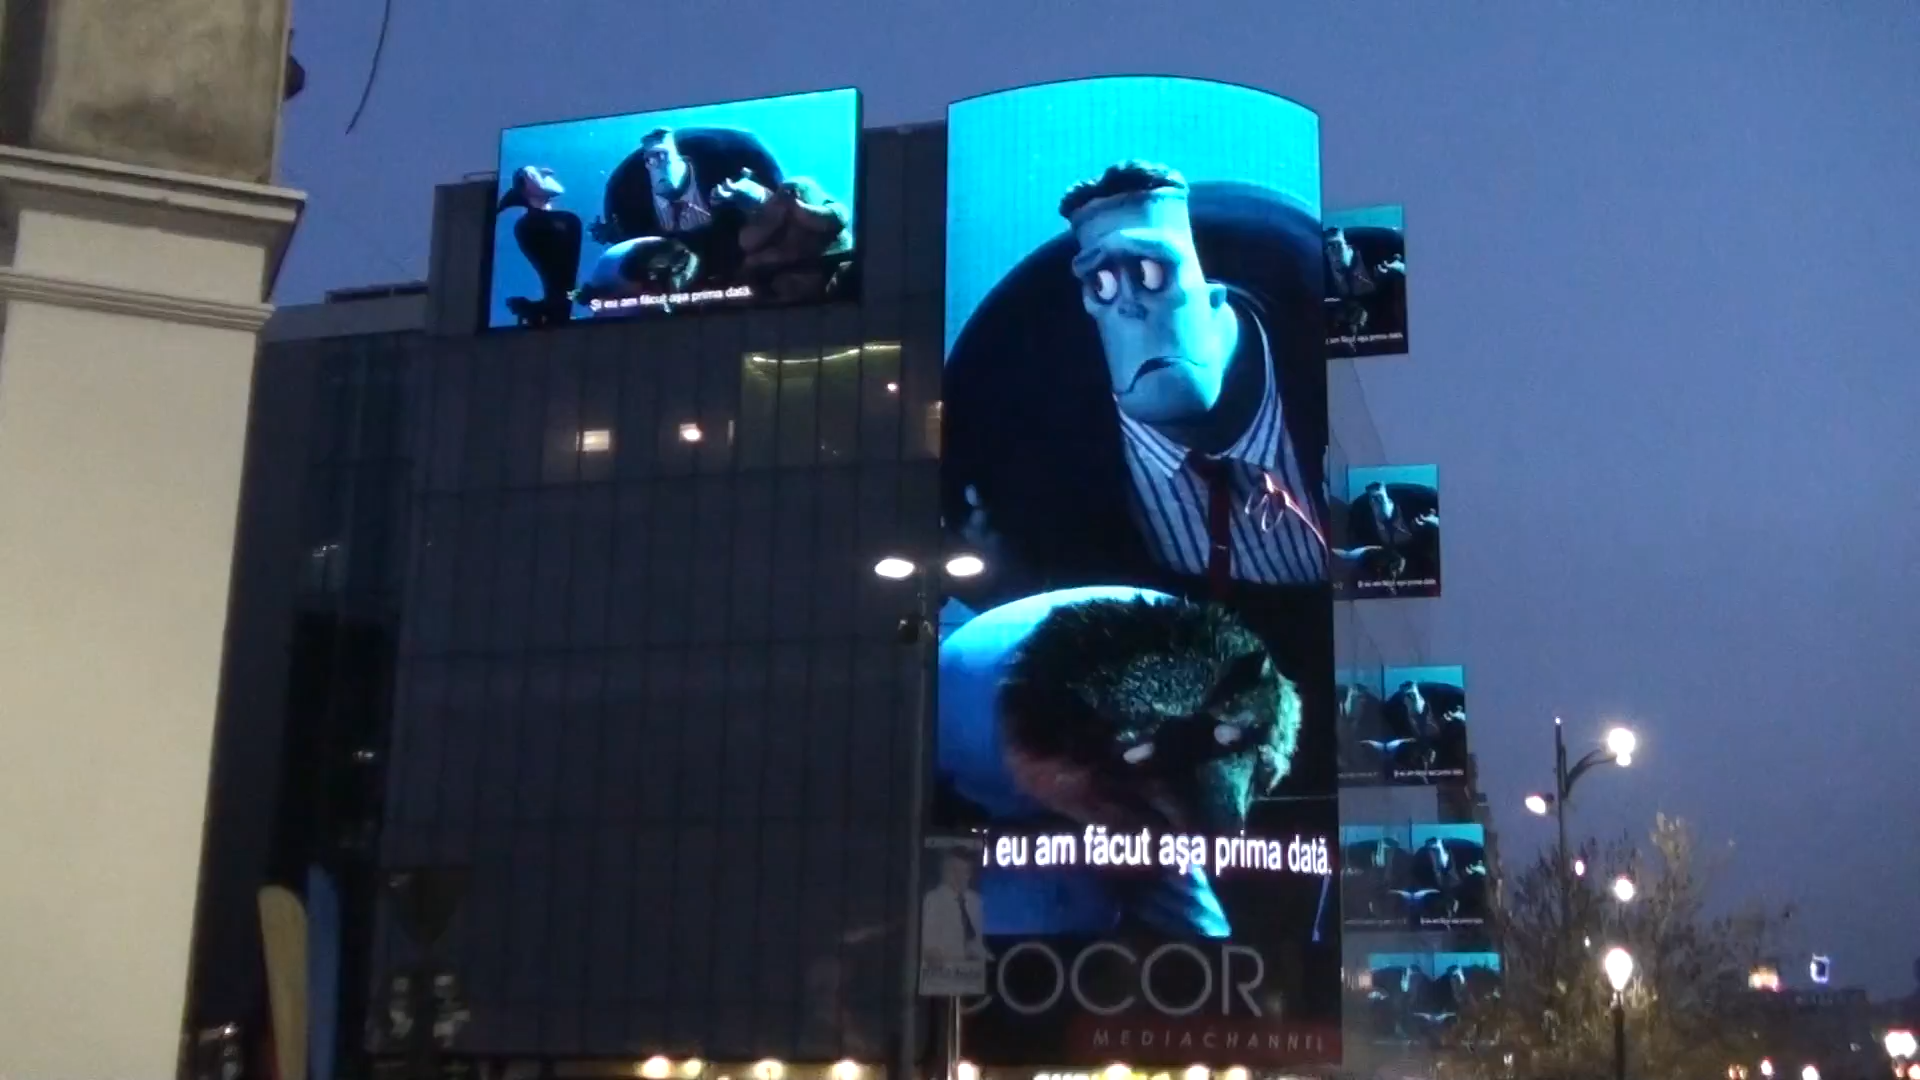 Și eu am făcut așa prima dată.
eu am făcut așa prima dată.
COCOR
MEDIACHANNEL